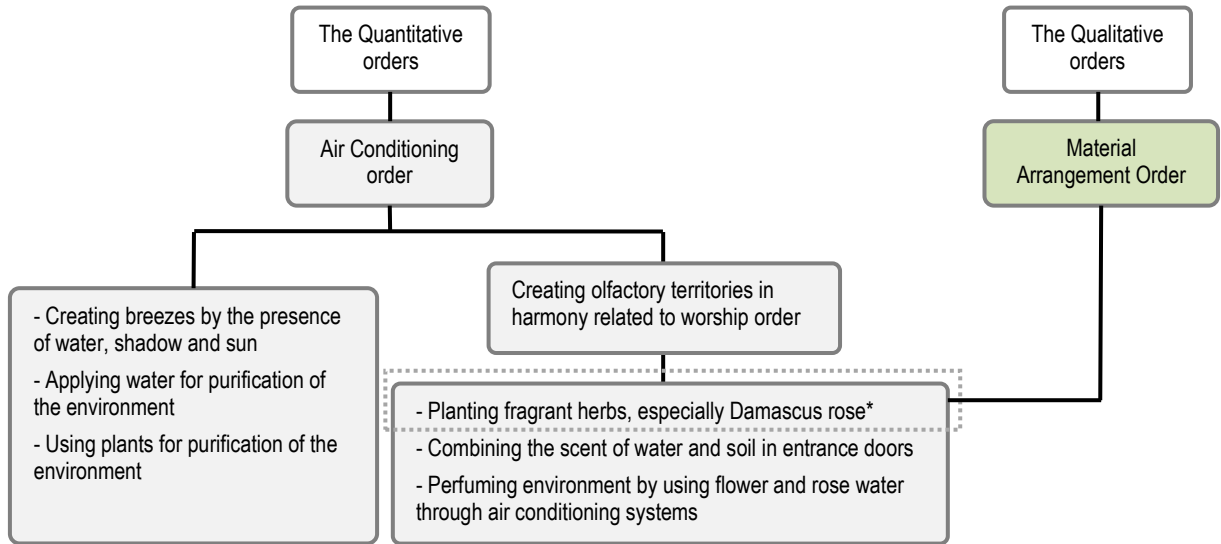 The Quantitative
orders
The Qualitative
orders
Air Conditioning
order
Material
Arrangement Order
- Creating breezes by the presence
of water, shadow and sun
- Applying water for purification of
the environment
- Using plants for purification of the
environment
Creating olfactory territories in
harmony related to worship order
- Planting fragrant herbs, especially Damascus rose*
- Combining the scent of water and soil in entrance doors
- Perfuming environment by using flower and rose water
through air conditioning systems